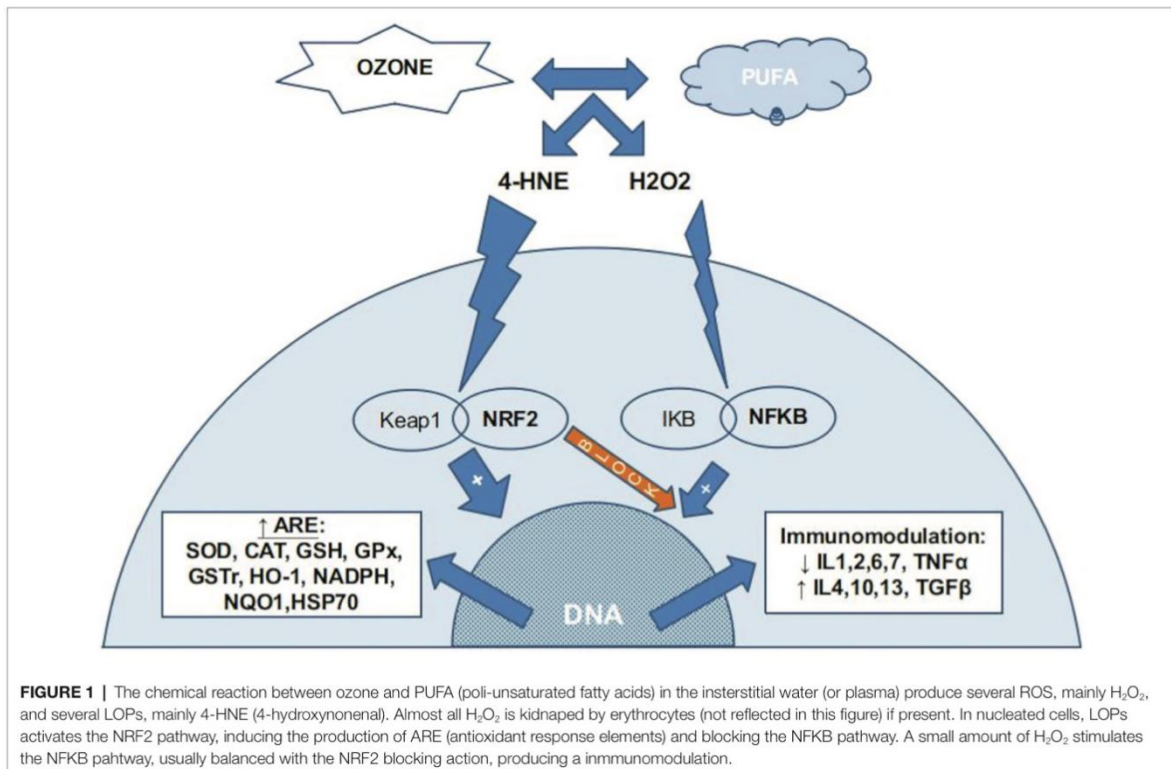 OZONE
PUFA
4-HNE
H2O2
Keap1
NRF2
IKB
NFKB
BLOCK
+
+
↑ ARE:
SOD, CAT, GSH, GPx,
GSTr, HO-1, NADPH,
NQO1,HSP70
Immunomodulation:
↓ IL1,2,6,7, TNFα
↑ IL4,10,13, TGFβ
DNA
FIGURE 1 | The chemical reaction between ozone and PUFA (poli-unsaturated fatty acids) in the insterstitial water (or plasma) produce several ROS, mainly H₂O₂,
and several LOPs, mainly 4-HNE (4-hydroxynonenal). Almost all H₂O₂ is kidnaped by erythrocytes (not reflected in this figure) if present. In nucleated cells, LOPs
activates the NRF2 pathway, inducing the production of ARE (antioxidant response elements) and blocking the NFKB pathway. A small amount of H₂O₂ stimulates
the NFKB pahtway, usually balanced with the NRF2 blocking action, producing a inmmunomodulation.